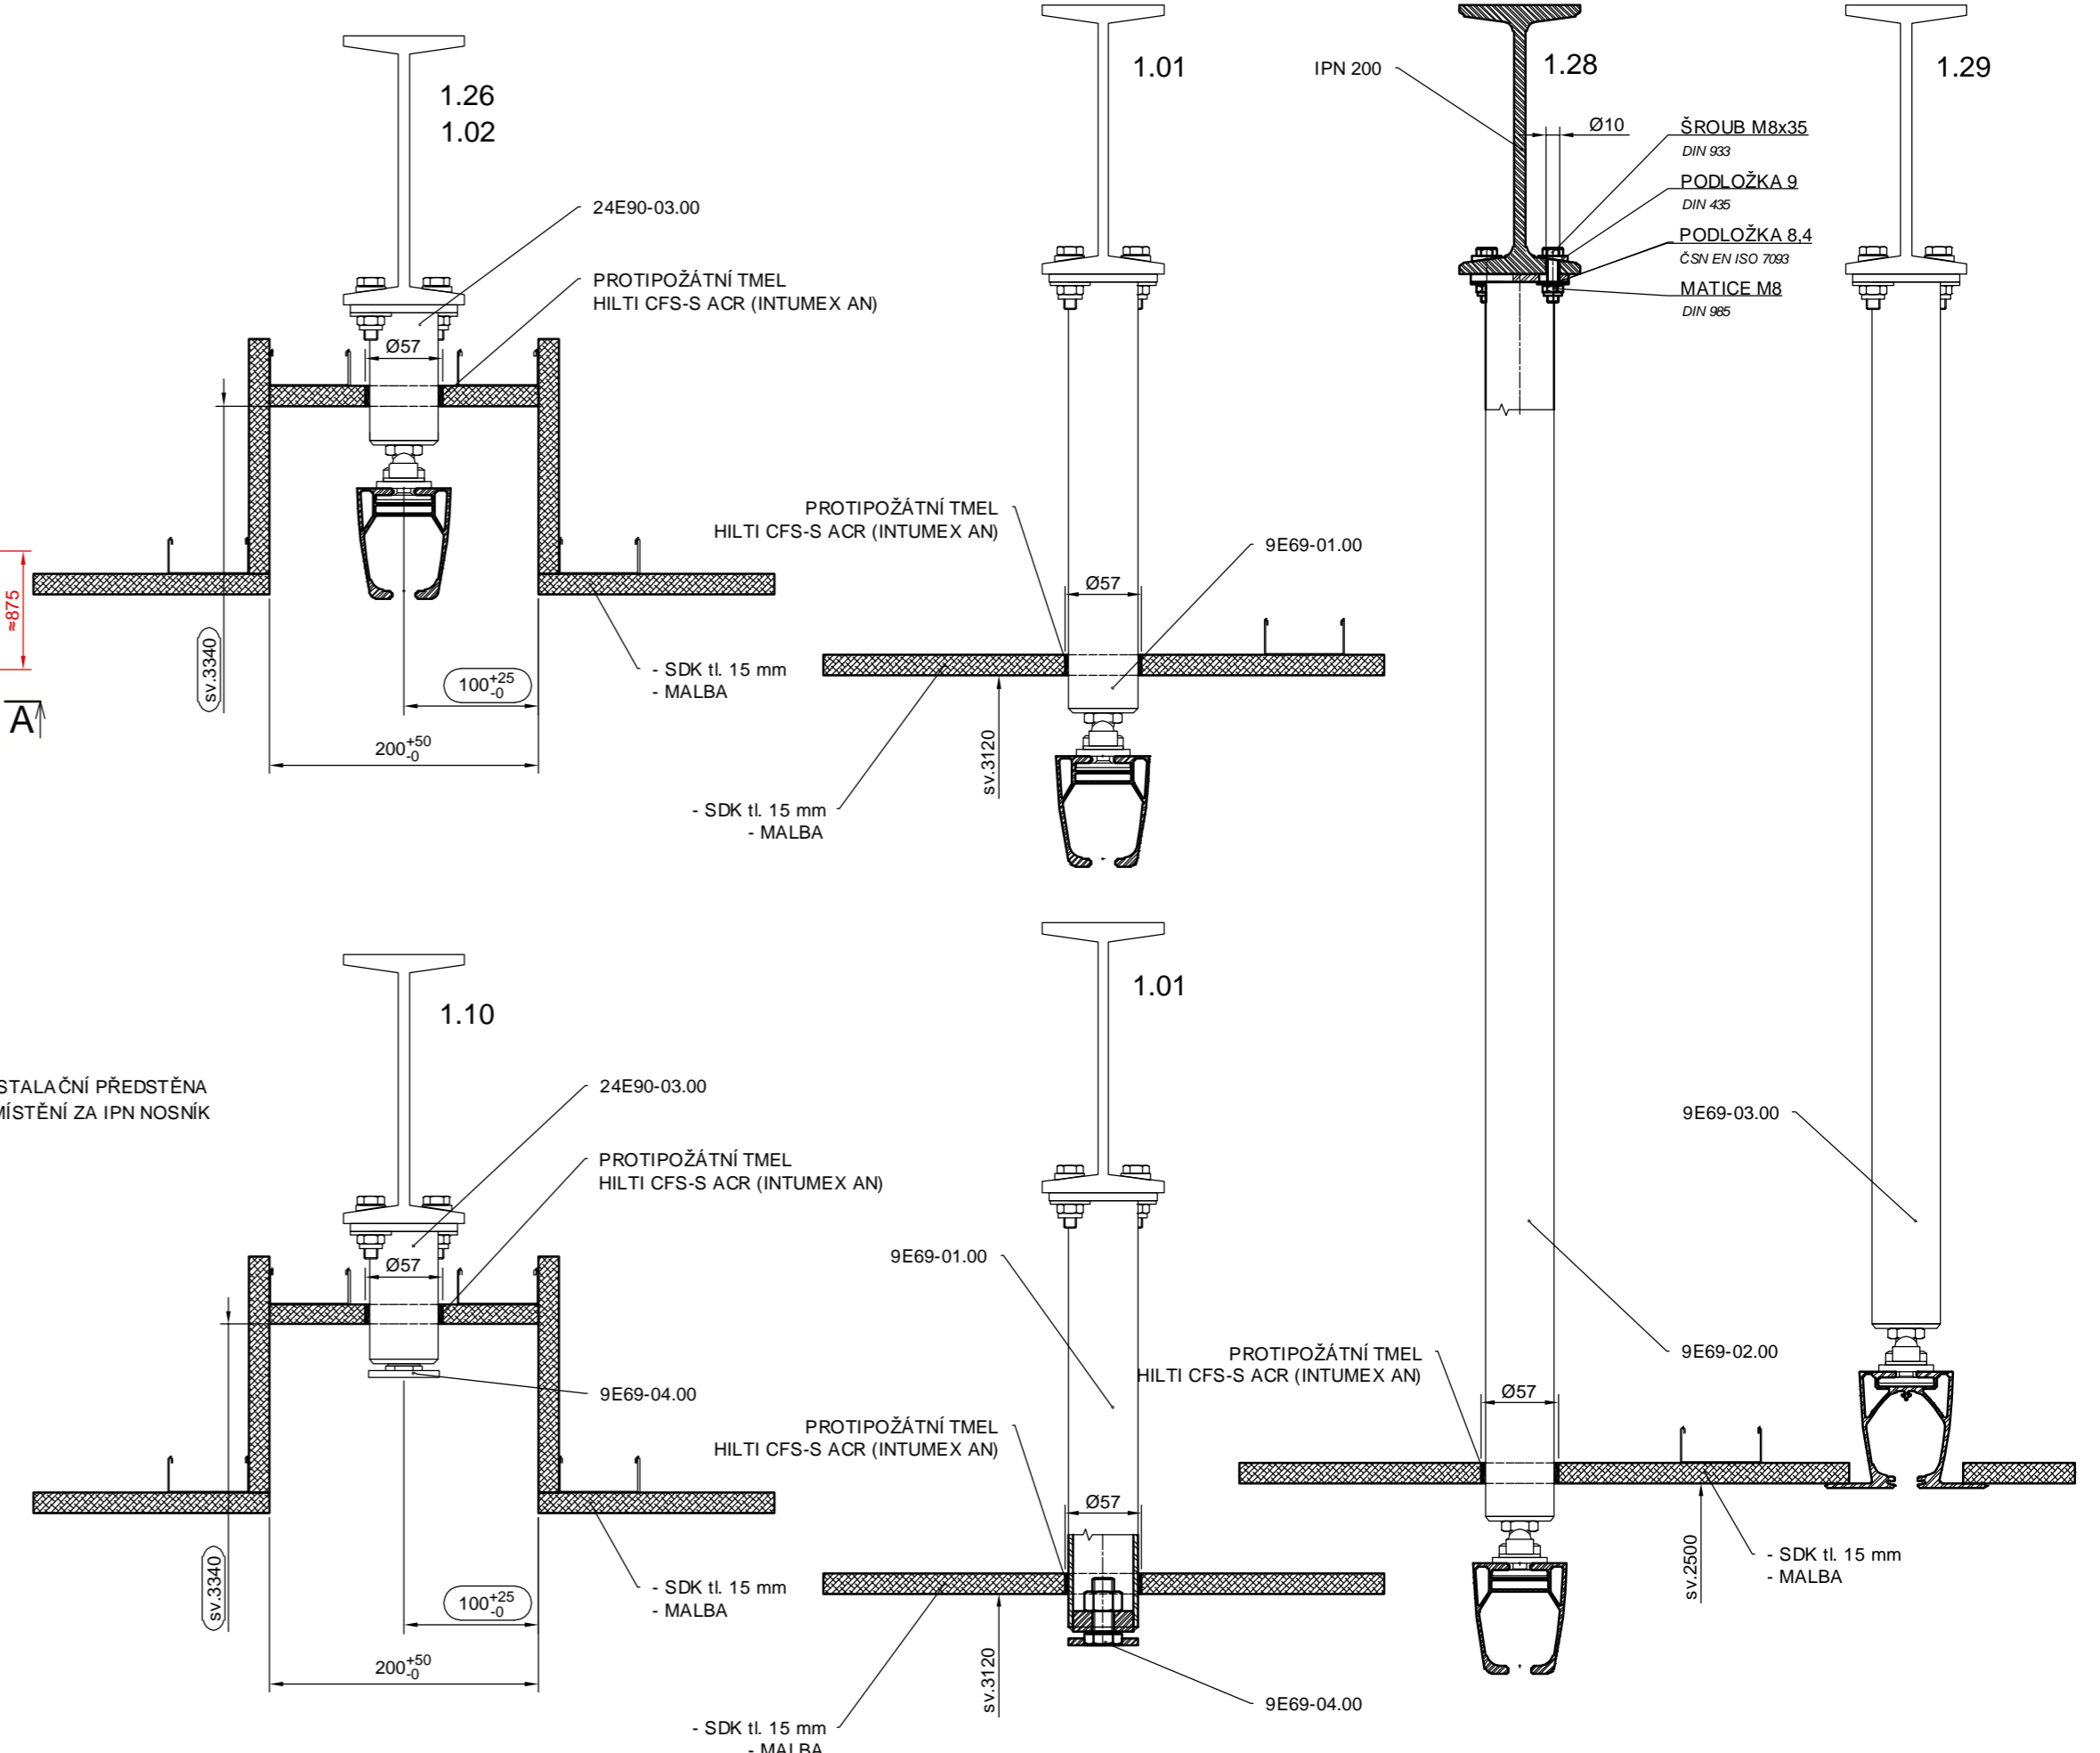 1.26
1.02
24E90-03.00
PROTIPOŽÁTNÍ TMEL
HILTI CFS-S ACR (INTUMEX AN)
Ø57
sv.3340
≈875
A
100 +25 -0
200 +50 -0
- SDK tl. 15 mm
- MALBA
1.01
PROTIPOŽÁTNÍ TMEL
HILTI CFS-S ACR (INTUMEX AN)
9E69-01.00
Ø57
sv.3120
- SDK tl. 15 mm
- MALBA
IPN 200
1.28
Ø10
ŠROUB M8x35
DIN 933
PODLOŽKA 9
DIN 435
PODLOŽKA 8,4
ČSN EN ISO 7093
MATICE M8
DIN 985
1.29
1.10
STALAČNÍ PŘEDSTĚNA
MÍSTĚNÍ ZA IPN NOSNÍK
24E90-03.00
PROTIPOŽÁTNÍ TMEL
HILTI CFS-S ACR (INTUMEX AN)
Ø57
9E69-04.00
sv.3340
100 +25 -0
200 +50 -0
- SDK tl. 15 mm
- MALBA
1.01
9E69-01.00
PROTIPOŽÁTNÍ TMEL
HILTI CFS-S ACR (INTUMEX AN)
Ø57
sv.3120
9E69-04.00
- SDK tl. 15 mm
- MALBA
9E69-03.00
9E69-02.00
PROTIPOŽÁTNÍ TMEL
HILTI CFS-S ACR (INTUMEX AN)
Ø57
sv.2500
- SDK tl. 15 mm
- MALBA